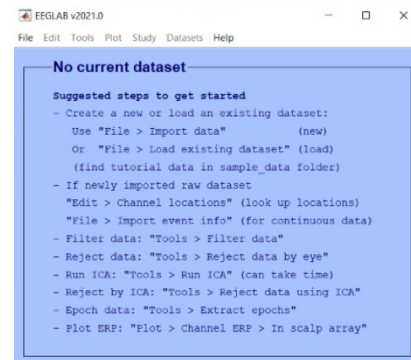 EEGLAB v2021.0
File Edit Tools Plot Study Datasets Help
No current dataset
Suggested steps to get started
- Create a new or load an existing dataset:
Use "File > Import data" (new)
Or "File > Load existing dataset" (load)
(find tutorial data in sample_data folder)
- If newly imported raw dataset
"Edit > Channel locations" (look up locations)
"File > Import event info" (for continuous data)
- Filter data: "Tools > Filter data"
- Reject data: "Tools > Reject data by eye"
- Run ICA: "Tools > Run ICA" (can take time)
- Reject by ICA: "Tools > Reject data using ICA"
- Epoch data: "Tools > Extract epochs"
- Plot ERP: "Plot > Channel ERP > In scalp array"